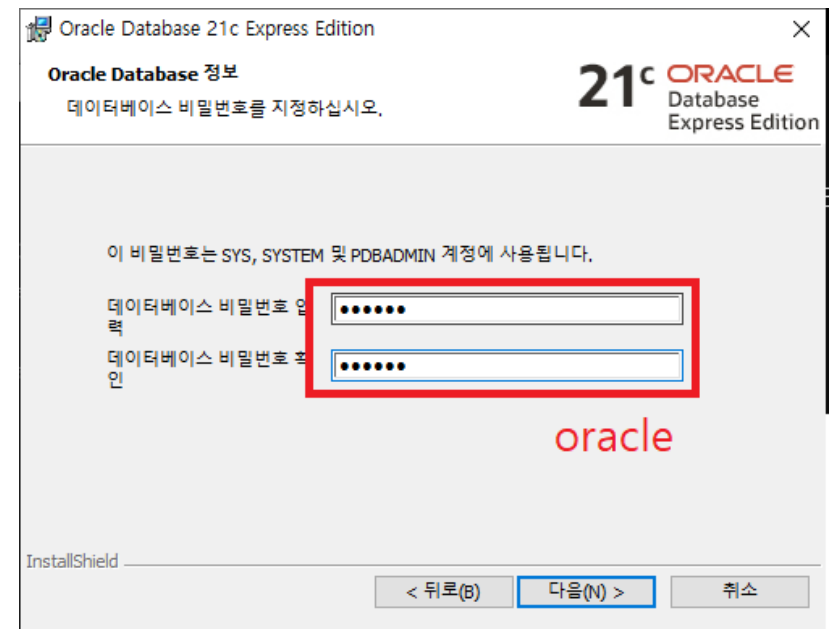 Oracle Database 21c Express Edition
Oracle Database 정보
데이터베이스 비밀번호를 지정하십시오.
21c ORACLE
Database
Express Edition
이 비밀번호는 SYS, SYSTEM 및 PDBADMIN 계정에 사용됩니다.
데이터베이스 비밀번호
력
●●●●●●
데이터베이스 비밀번호
인
●●●●●●
oracle
InstallShield
< 뒤로(B) 다음(N) > 취소